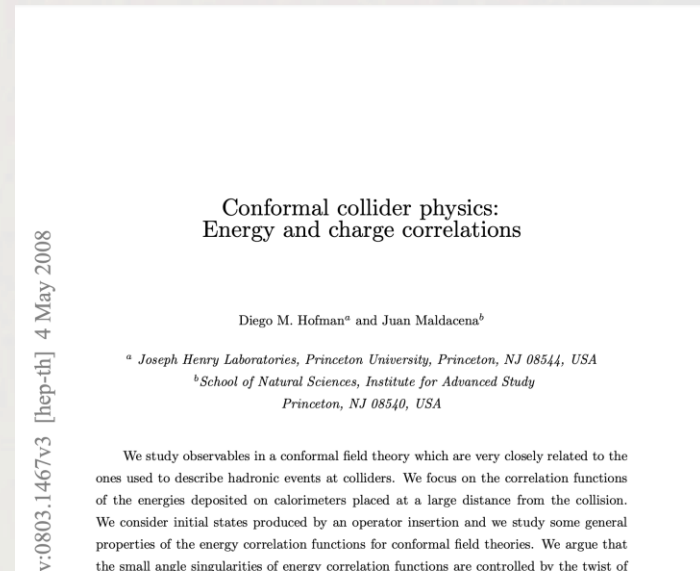 v:0803.1467v3 [hep-th] 4 May 2008
Conformal collider physics:
Energy and charge correlations
Diego M. Hofmanᵃ and Juan Maldacenaᵇ
ᵃ Joseph Henry Laboratories, Princeton University, Princeton, NJ 08544, USA
ᵇSchool of Natural Sciences, Institute for Advanced Study
Princeton, NJ 08540, USA
We study observables in a conformal field theory which are very closely related to the
ones used to describe hadronic events at colliders. We focus on the correlation functions
of the energies deposited on calorimeters placed at a large distance from the collision.
We consider initial states produced by an operator insertion and we study some general
properties of the energy correlation functions for conformal field theories. We argue that
the small angle singularities of energy correlation functions are controlled by the twist of